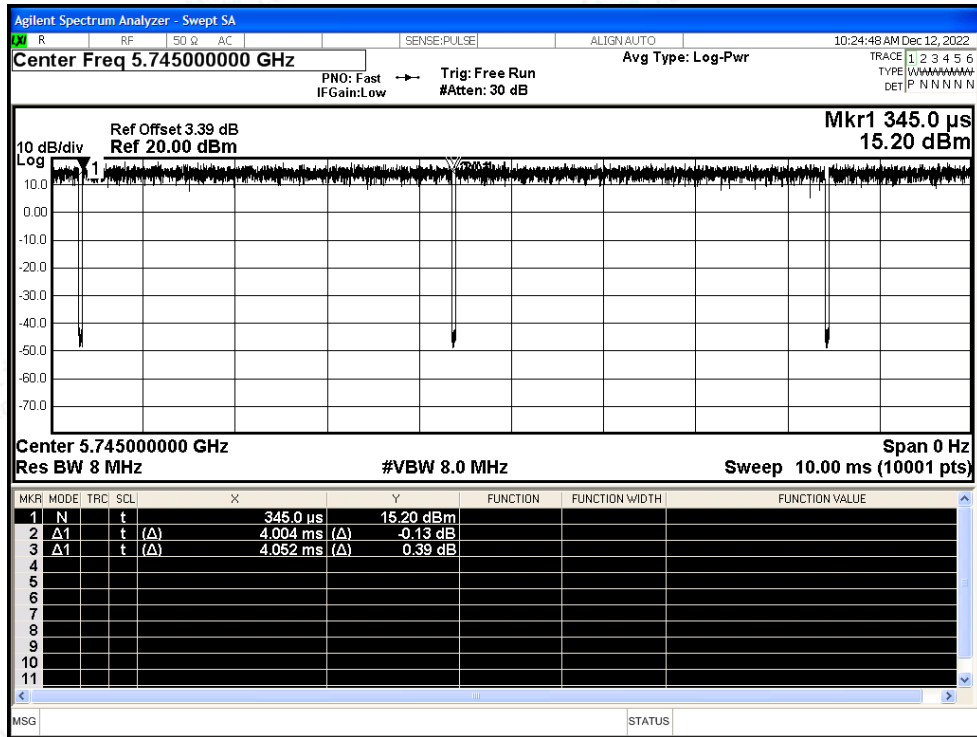 Agilent Spectrum Analyzer - Swept SA
LXI R RF 50 Ω AC SENSE:PULSE ALIGN AUTO 10:24:48 AM Dec 12, 2022
Center Freq 5.745000000 GHz Avg Type: Log-Pwr TRACE 1 2 3 4 5 6
PNO: Fast Trig: Free Run TYPE
IFGain:Low #Atten: 30 dB DET P N N N N N
Mkr1 345.0 µs
Ref Offset 3.39 dB
10 dB/div Ref 20.00 dBm 15.20 dBm
Log
1
10.0
0.00
-10.0
-20.0
-30.0
-40.0
-50.0
-60.0
-70.0
Center 5.745000000 GHz Span 0 Hz
Res BW 8 MHz #VBW 8.0 MHz Sweep 10.00 ms (10001 pts)
MKR MODE TRC SCL X Y FUNCTION FUNCTION WIDTH FUNCTION VALUE
1 N t 345.0 µs 15.20 dBm
2 Δ1 t (Δ) 4.004 ms (Δ) -0.13 dB
3 Δ1 t (Δ) 4.052 ms (Δ) 0.39 dB
4
5
6
7
8
9
10
11
MSG STATUS